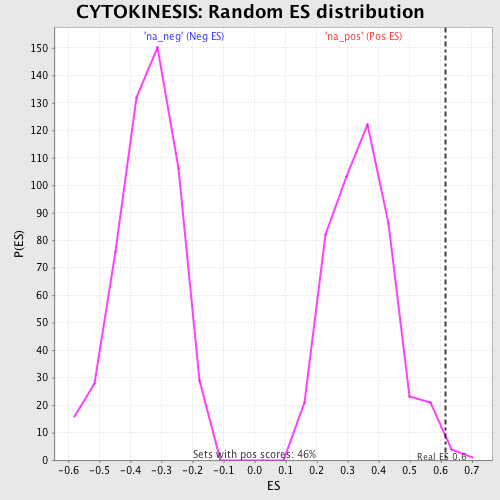 CYTOKINESIS: Random ES distribution
'na_neg' (Neg ES) 'na_pos' (Pos ES)
P(ES)
150
140
130
120
110
100
90
80
70
60
50
40
30
20
10
0
Sets with pos scores: 46%
Real ES 0.6
-0.6 -0.5 -0.4 -0.3 -0.2 -0.1 0.0 0.1 0.2 0.3 0.4 0.5 0.6 0.7
ES